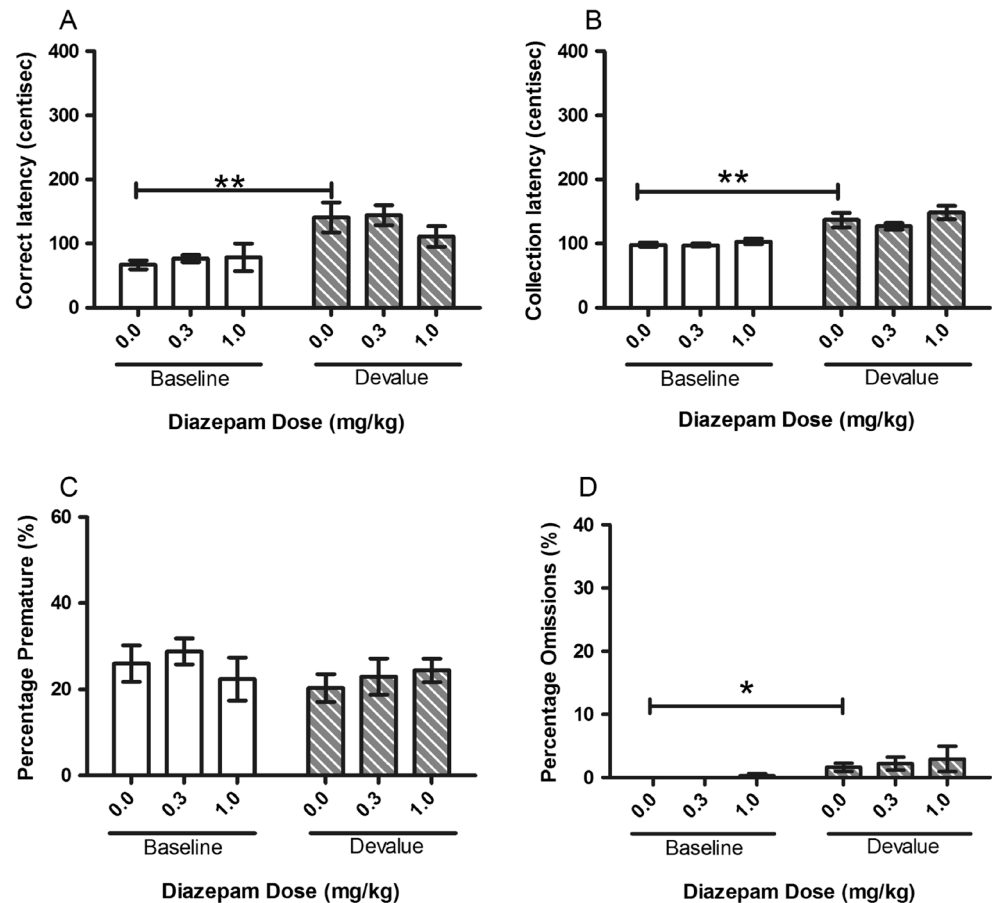 A
Correct latency (centisec)
400
300
200
100
0
**
0.0 0.3 1.0 0.0 0.3 1.0
Baseline Devalue
Diazepam Dose (mg/kg)
B
Collection latency (centisec)
400
300
200
100
0
**
0.0 0.3 1.0 0.0 0.3 1.0
Baseline Devalue
Diazepam Dose (mg/kg)
C
Percentage Premature (%)
60
40
20
0
0.0 0.3 1.0 0.0 0.3 1.0
Baseline Devalue
Diazepam Dose (mg/kg)
D
Percentage Omissions (%)
40
30
20
10
0
*
0.0 0.3 1.0 0.0 0.3 1.0
Baseline Devalue
Diazepam Dose (mg/kg)